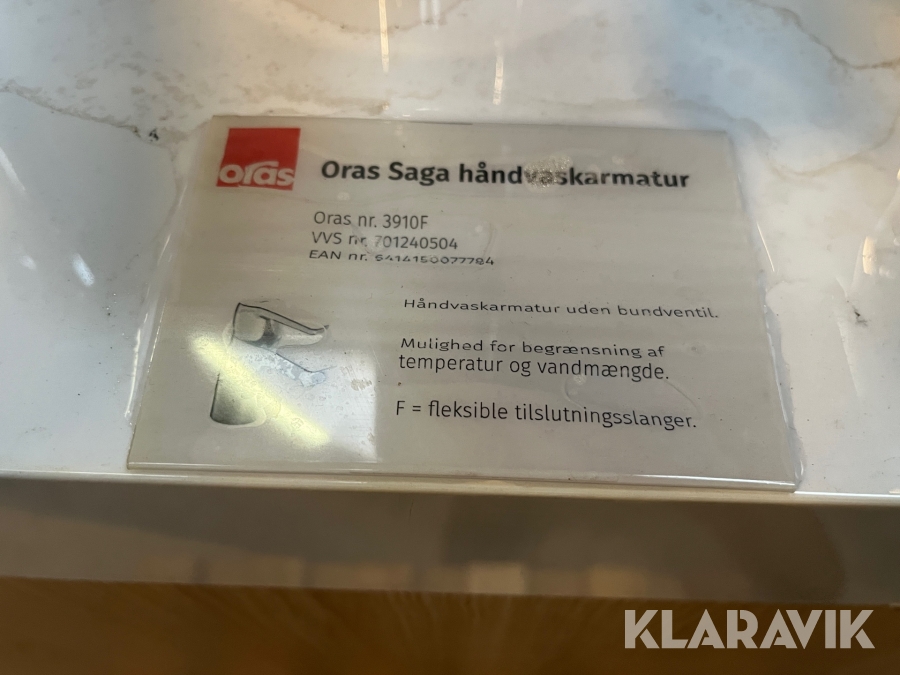 oras
Oras Saga håndvaskarmatur
Oras nr. 3910F
VVS nr. 701240504
EAN nr. 6414150077784
Håndvaskarmatur uden bundventil.
Mulighed for begrænsning af
temperatur og vandmængde.
F = fleksible tilslutningsslanger.
KLARAVIK